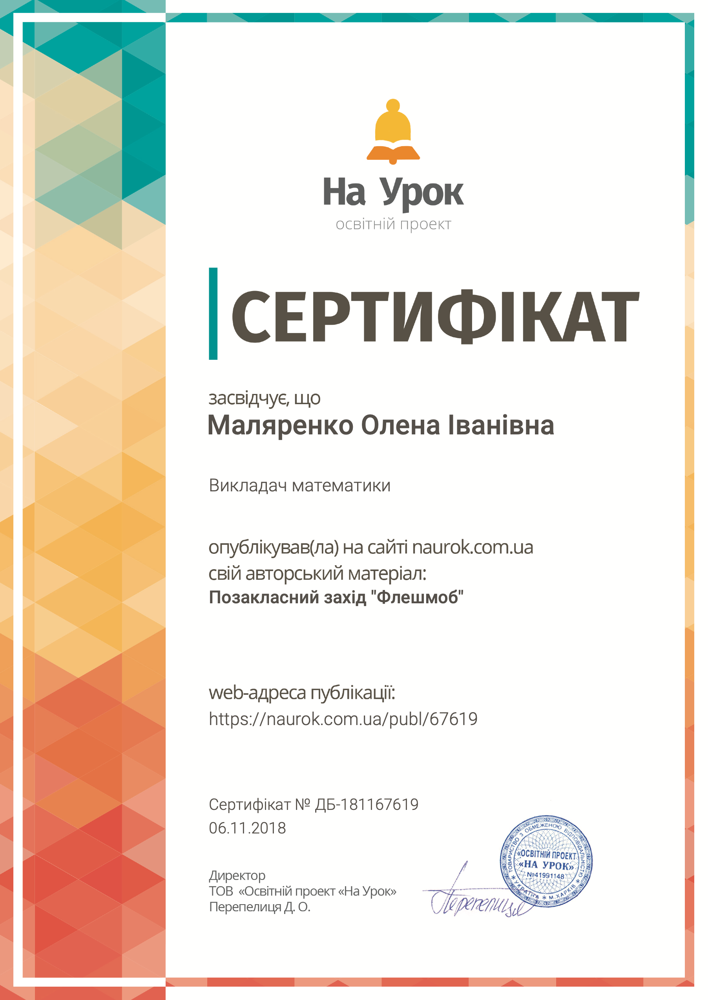 На Урок
освітній проект
СЕРТИФІКАТ
засвідчує, що
Маляренко Олена Іванівна
Викладач математики
опублікував(ла) на сайті naurok.com.ua
свій авторський матеріал:
Позакласний захід "Флешмоб"
web-адреса публікації:
https://naurok.com.ua/publ/67619
Сертифікат № ДБ-181167619
06.11.2018
Директор
ТОВ «Освітній проект «На Урок»
Перепелиця Д. О.
Перепелиця
ТОВАРИСТВО З ОБМЕЖЕНОЮ ВІДПОВІДАЛЬНІСТЮ
«ОСВІТНІЙ ПРОЕКТ
«НА УРОК»
№41991148
* УКРАЇНА * М.ХАРКІВ *